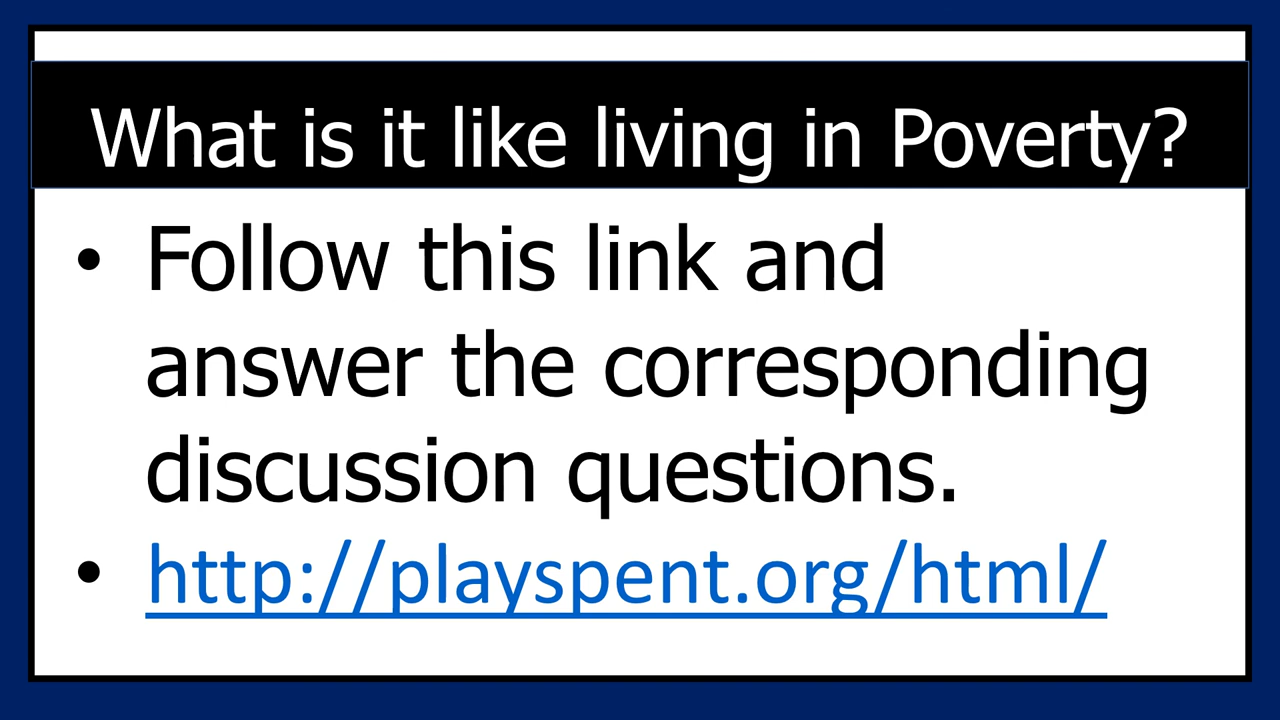 What is it like living in Poverty?
• Follow this link and
answer the corresponding
discussion questions.
• http://playspent.org/html/